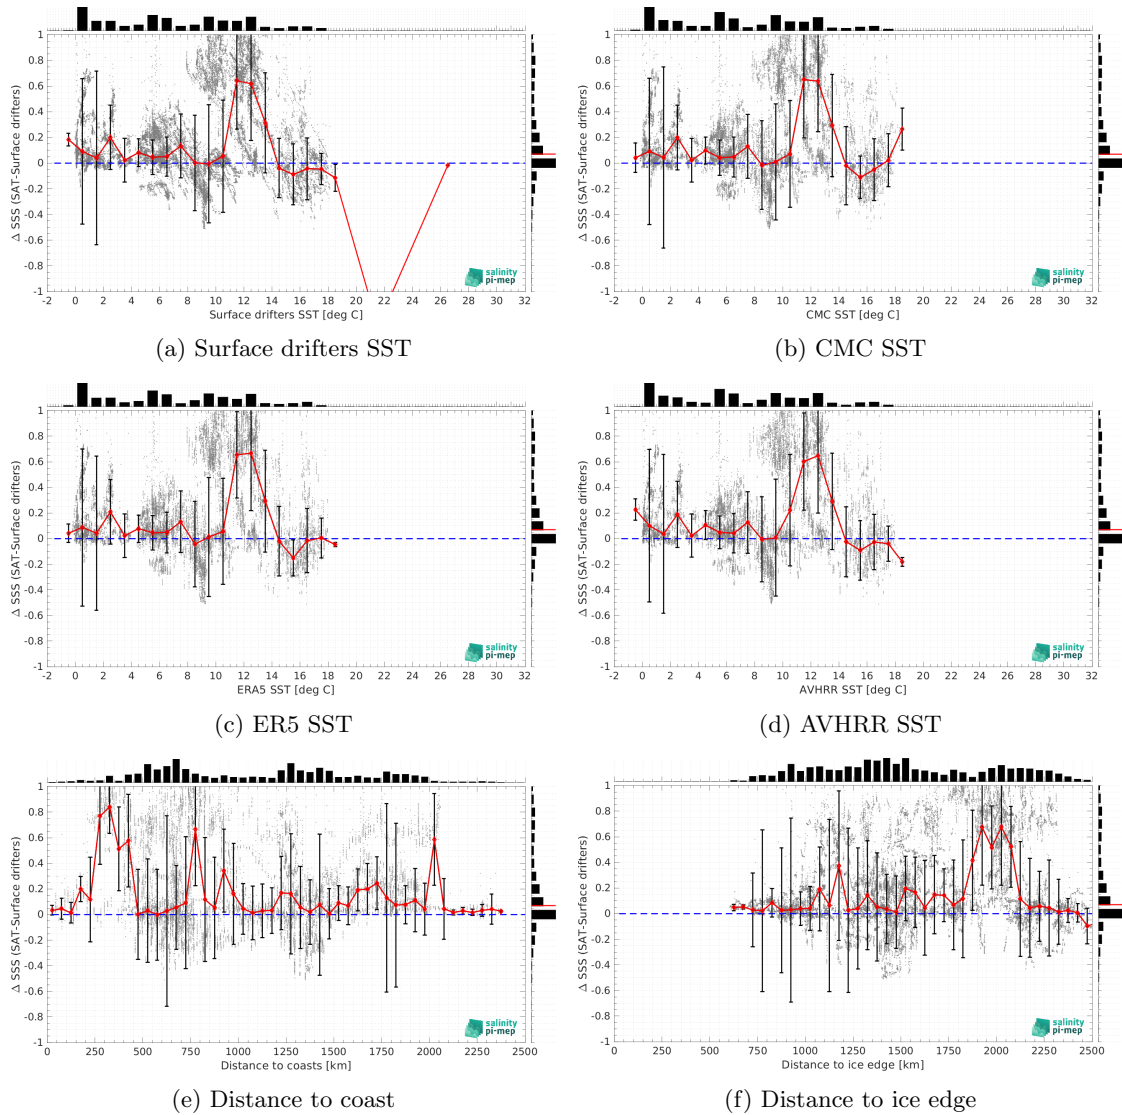 Δ SSS (SAT-Surface drifters)
1
0.8
0.6
0.4
0.2
0
-0.2
-0.4
-0.6
-0.8
-1
salinity
pi-mep
-2 0 2 4 6 8 10 12 14 16 18 20 22 24 26 28 30 32
Surface drifters SST [deg C]
(a) Surface drifters SST
Δ SSS (SAT-Surface drifters)
1
0.8
0.6
0.4
0.2
0
-0.2
-0.4
-0.6
-0.8
-1
salinity
pi-mep
-2 0 2 4 6 8 10 12 14 16 18 20 22 24 26 28 30 32
CMC SST [deg C]
(b) CMC SST
Δ SSS (SAT-Surface drifters)
1
0.8
0.6
0.4
0.2
0
-0.2
-0.4
-0.6
-0.8
-1
salinity
pi-mep
-2 0 2 4 6 8 10 12 14 16 18 20 22 24 26 28 30 32
ERA5 SST [deg C]
(c) ER5 SST
Δ SSS (SAT-Surface drifters)
1
0.8
0.6
0.4
0.2
0
-0.2
-0.4
-0.6
-0.8
-1
salinity
pi-mep
-2 0 2 4 6 8 10 12 14 16 18 20 22 24 26 28 30 32
AVHRR SST [deg C]
(d) AVHRR SST
Δ SSS (SAT-Surface drifters)
1
0.8
0.6
0.4
0.2
0
-0.2
-0.4
-0.6
-0.8
-1
salinity
pi-mep
0 250 500 750 1000 1250 1500 1750 2000 2250 2500
Distance to coasts [km]
(e) Distance to coast
Δ SSS (SAT-Surface drifters)
1
0.8
0.6
0.4
0.2
0
-0.2
-0.4
-0.6
-0.8
-1
salinity
pi-mep
0 250 500 750 1000 1250 1500 1750 2000 2250 2500
Distance to ice edge [km]
(f) Distance to ice edge